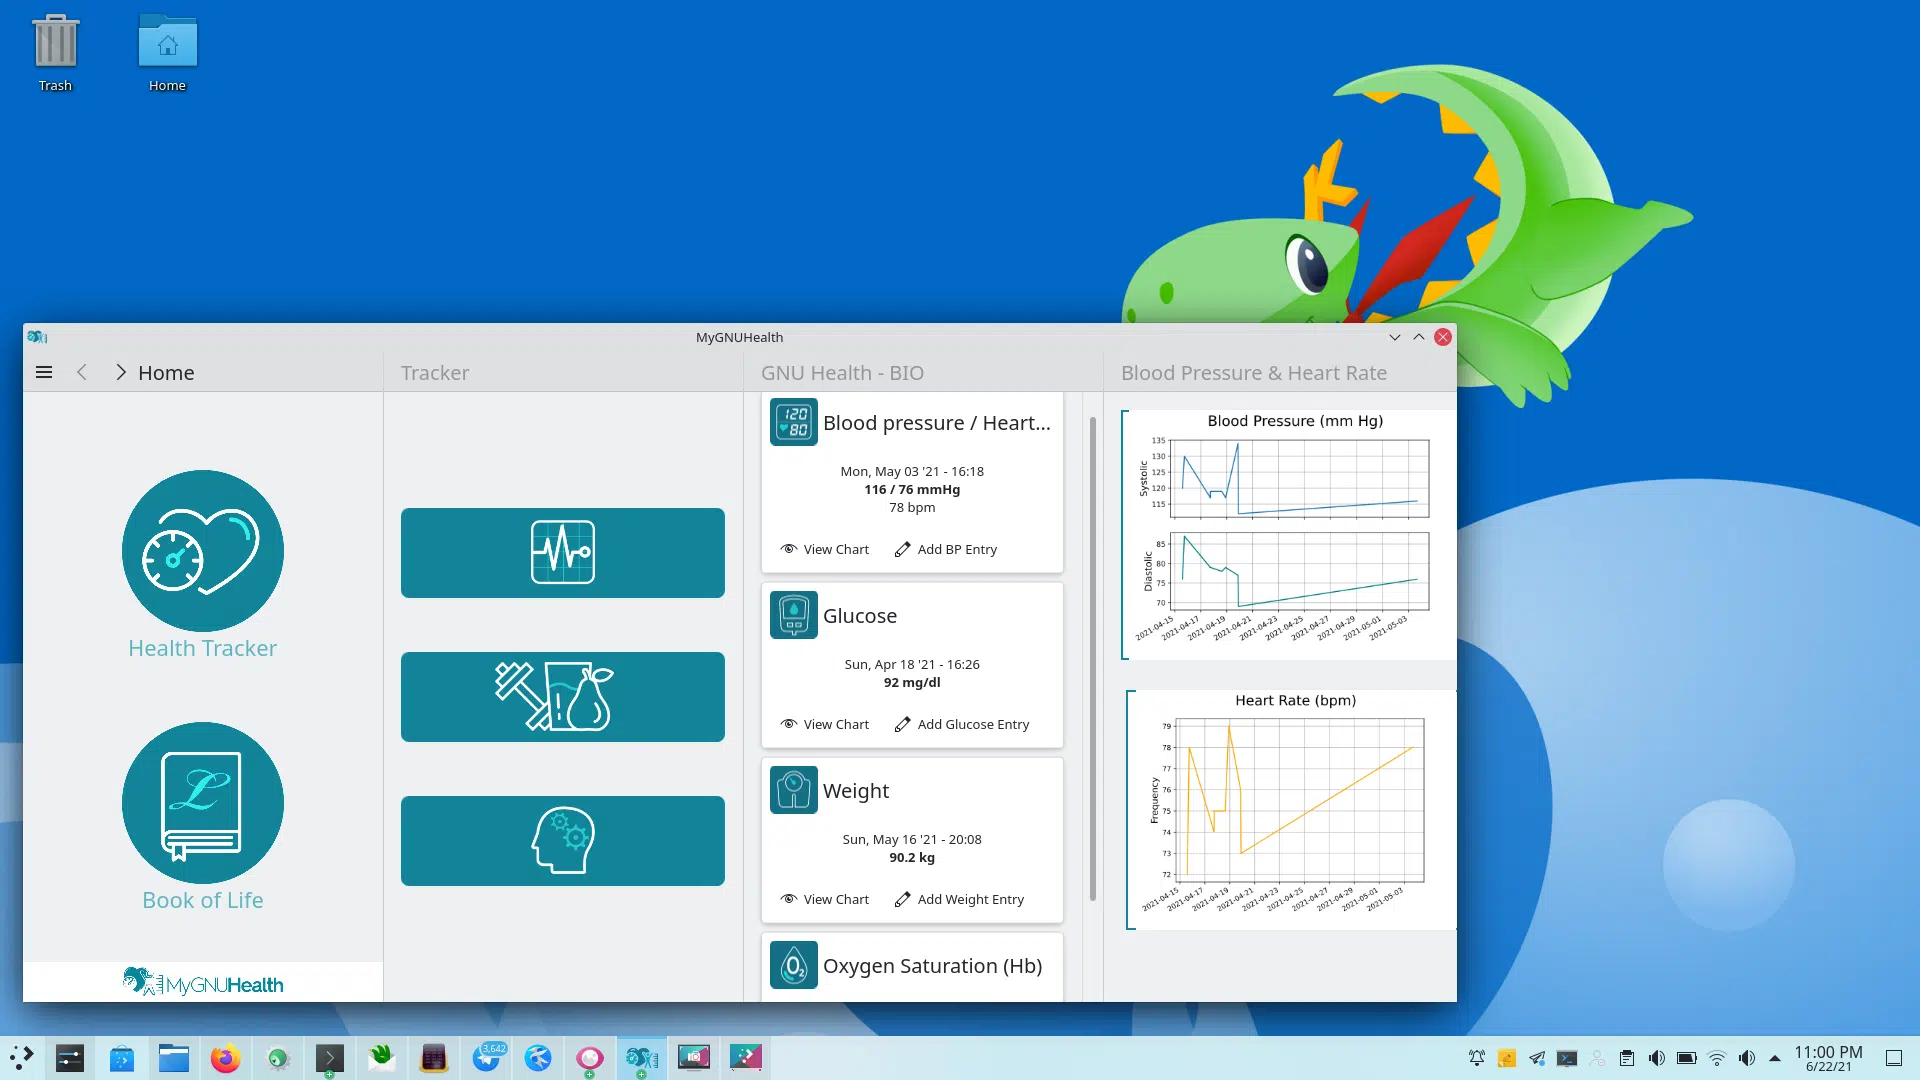 Trash
Home
MyGNUHealth
Home
Tracker
GNU Health - BIO
Blood Pressure & Heart Rate
Health Tracker
Book of Life
MyGNUHealth
120
80
Blood pressure / Heart...
Mon, May 03 '21 - 16:18
116 / 76 mmHg
78 bpm
View Chart
Add BP Entry
Glucose
Sun, Apr 18 '21 - 16:26
92 mg/dl
View Chart
Add Glucose Entry
Weight
Sun, May 16 '21 - 20:08
90.2 kg
View Chart
Add Weight Entry
O2
Oxygen Saturation (Hb)
Blood Pressure (mm Hg)
Systolic
135
130
125
120
115
Diastolic
85
80
75
70
2021-04-15
2021-04-17
2021-04-19
2021-04-21
2021-04-23
2021-04-25
2021-04-27
2021-04-29
2021-05-01
2021-05-03
Heart Rate (bpm)
Frequency
79
78
77
76
75
74
73
72
2021-04-15
2021-04-17
2021-04-19
2021-04-21
2021-04-23
2021-04-25
2021-04-27
2021-04-29
2021-05-01
2021-05-03
3,642
11:00 PM
6/22/21